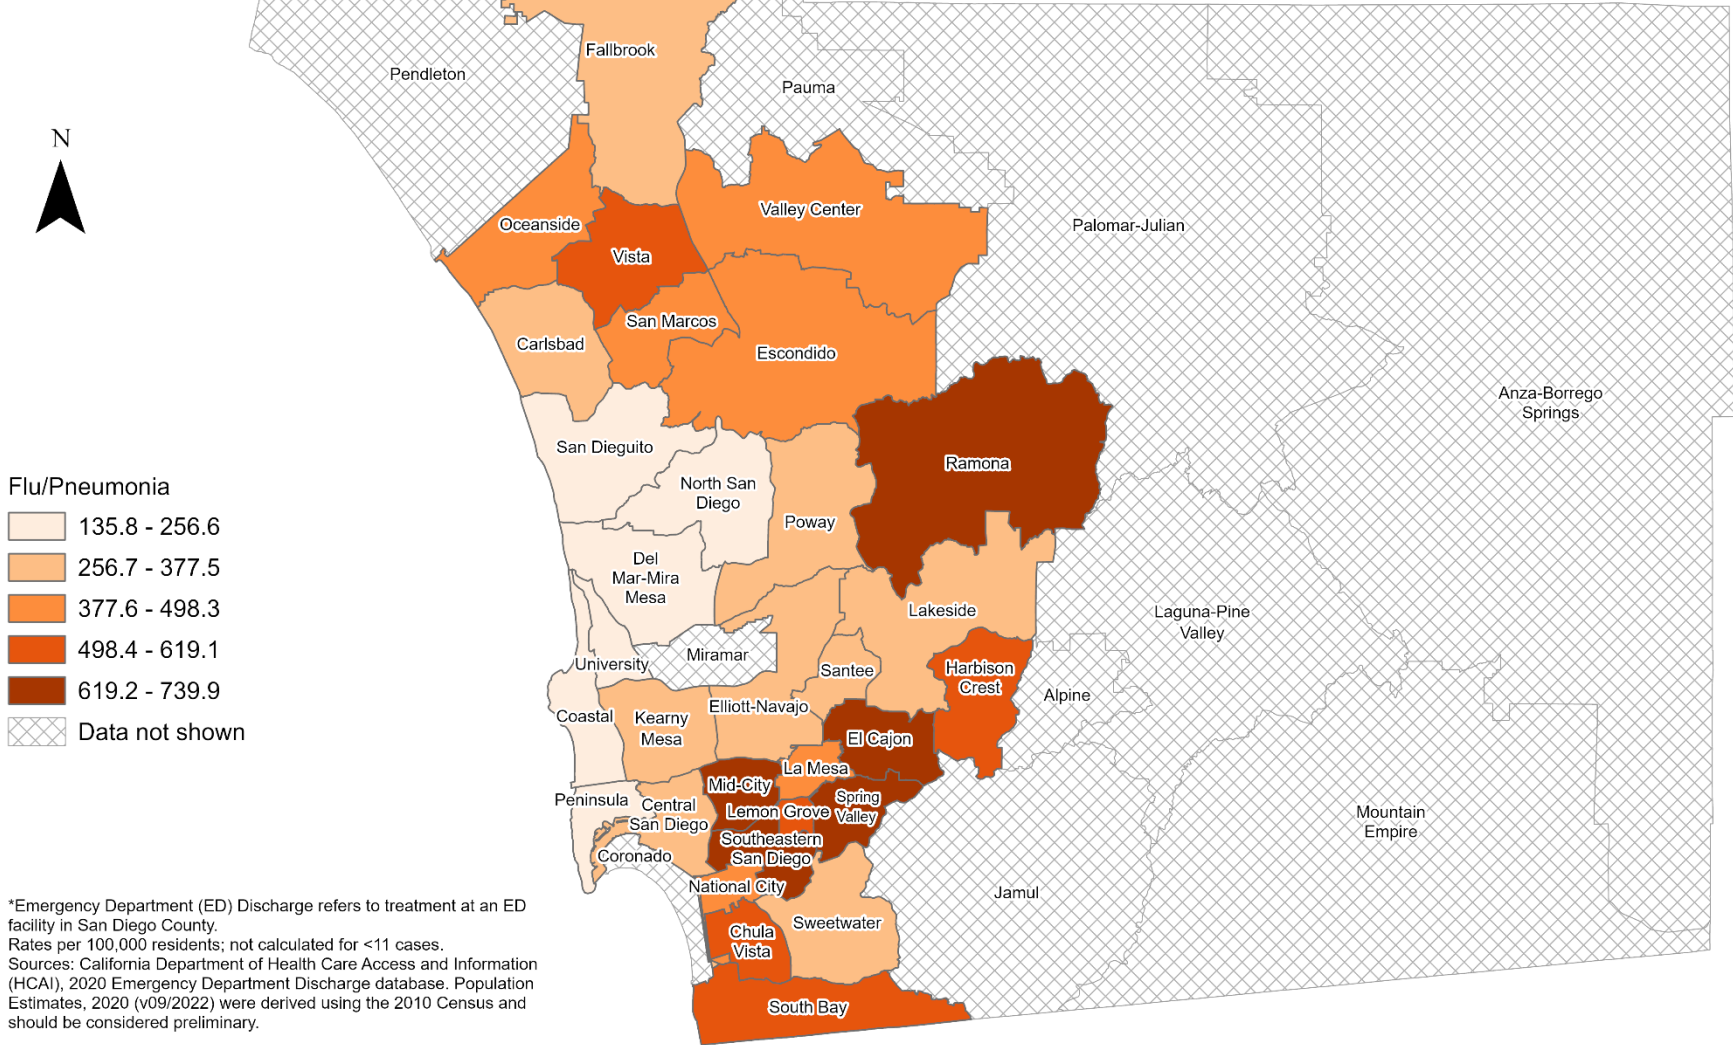 Fallbrook
Pendleton
Pauma
N
Oceanside
Valley Center
Palomar-Julian
Vista
San Marcos
Carlsbad
Escondido
Anza-Borrego
Springs
San Dieguito
Ramona
North San
Diego
Poway
Del
Mar-Mira
Mesa
Lakeside
Laguna-Pine
Valley
Miramar
University
Santee
Harbison
Crest
Alpine
Elliott-Navajo
Coastal
Kearny
Mesa
El Cajon
La Mesa
Mid-City
Peninsula
Central
San Diego
Lemon Grove
Spring
Valley
Mountain
Empire
Southeastern
San Diego
Coronado
National City
Jamul
Sweetwater
Chula
Vista
South Bay
Flu/Pneumonia
135.8 - 256.6
256.7 - 377.5
377.6 - 498.3
498.4 - 619.1
619.2 - 739.9
Data not shown
*Emergency Department (ED) Discharge refers to treatment at an ED
facility in San Diego County.
Rates per 100,000 residents; not calculated for <11 cases.
Sources: California Department of Health Care Access and Information
(HCAI), 2020 Emergency Department Discharge database. Population
Estimates, 2020 (v09/2022) were derived using the 2010 Census and
should be considered preliminary.